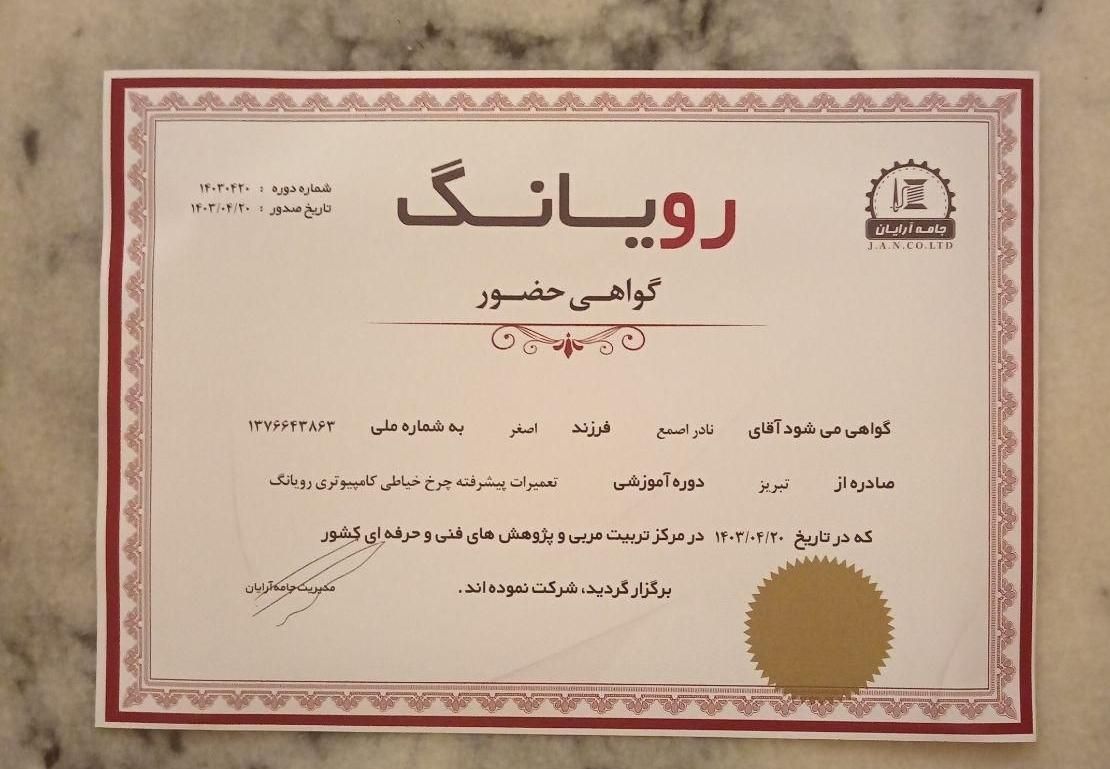 جامه آرایان
J.A.N.CO.LTD
رویانگ
شماره دوره : ۱۴۰۳۰۴۲۰
تاریخ صدور : ۱۴۰۳/۰۴/۲۰
گواهی حضور
گواهی می شود آقای نادر اصمع فرزند اصغر به شماره ملی ۱۳۷۶۶۴۳۸۶۳
صادره از تبریز دوره آموزشی تعمیرات پیشرفته چرخ خیاطی کامپیوتری رویانگ
که در تاریخ ۱۴۰۳/۰۴/۲۰ در مرکز تربیت مربی و پژوهش های فنی و حرفه ای کشور
برگزار گردید، شرکت نموده اند.
مدیریت جامه آرایان